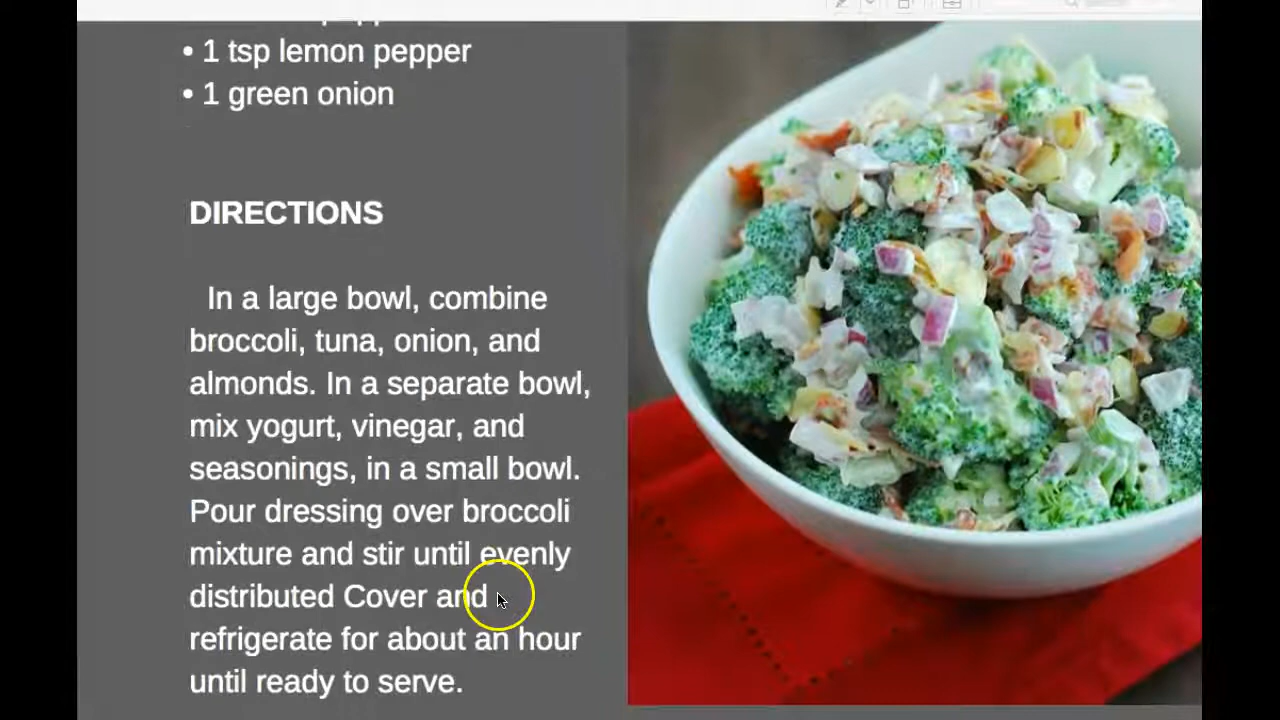 • 1 tsp lemon pepper
• 1 green onion
DIRECTIONS
In a large bowl, combine
broccoli, tuna, onion, and
almonds. In a separate bowl,
mix yogurt, vinegar, and
seasonings, in a small bowl.
Pour dressing over broccoli
mixture and stir until evenly
distributed Cover and
refrigerate for about an hour
until ready to serve.